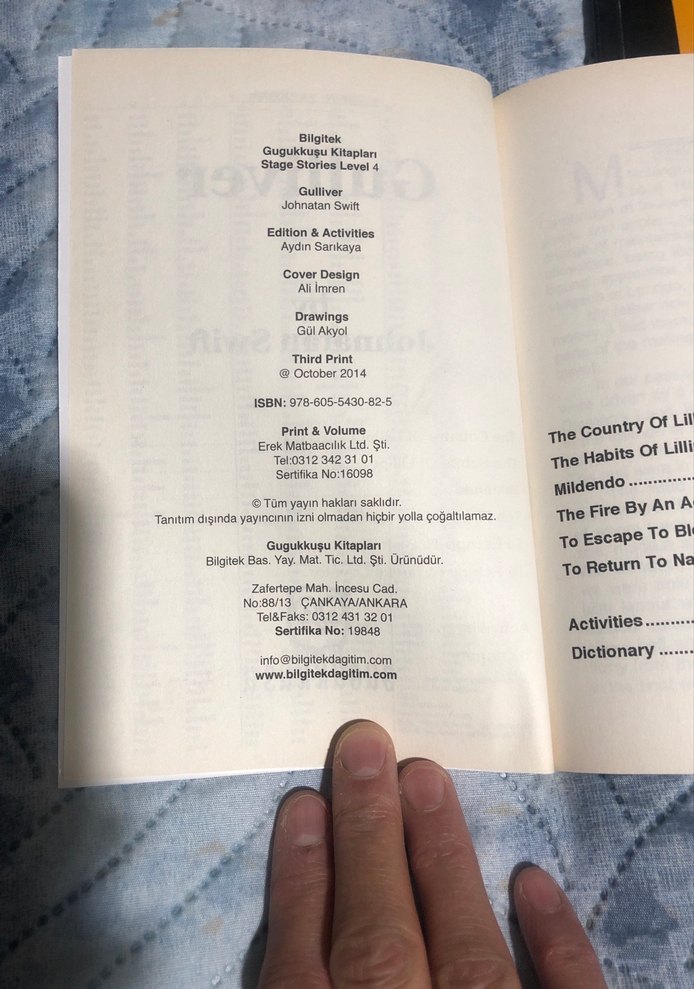 Bilgitek
Gugukkuşu Kitapları
Stage Stories Level 4
Gulliver
Johnatan Swift
Edition & Activities
Aydın Sarıkaya
Cover Design
Ali İmren
Drawings
Gül Akyol
Third Print
@ October 2014
ISBN: 978-605-5430-82-5
Print & Volume
Erek Matbaacılık Ltd. Şti.
Tel:0312 342 31 01
Sertifika No:16098
© Tüm yayın hakları saklıdır.
Tanıtım dışında yayıncının izni olmadan hiçbir yolla çoğaltılamaz.
Gugukkuşu Kitapları
Bilgitek Bas. Yay. Mat. Tic. Ltd. Şti. Ürünüdür.
Zafertepe Mah. İncesu Cad.
No:88/13 ÇANKAYA/ANKARA
Tel&Faks: 0312 431 32 01
Sertifika No: 19848
info@bilgitekdagitim.com
www.bilgitekdagitim.com
The Country Of
The Habits Of
Mildendo
The Fire By An
To Escape To
To Return To
Activities
Dictionary